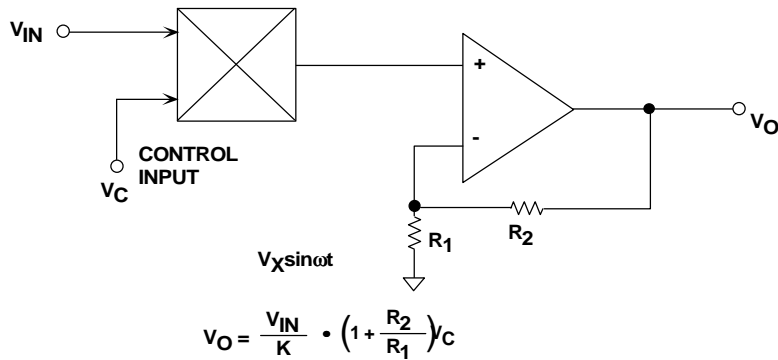 V_IN
+
-
V_O
CONTROL
INPUT
V_C
R_1
R_2
V_X sinωt
V_O = V_IN/K • (1 + R_2/R_1)V_C